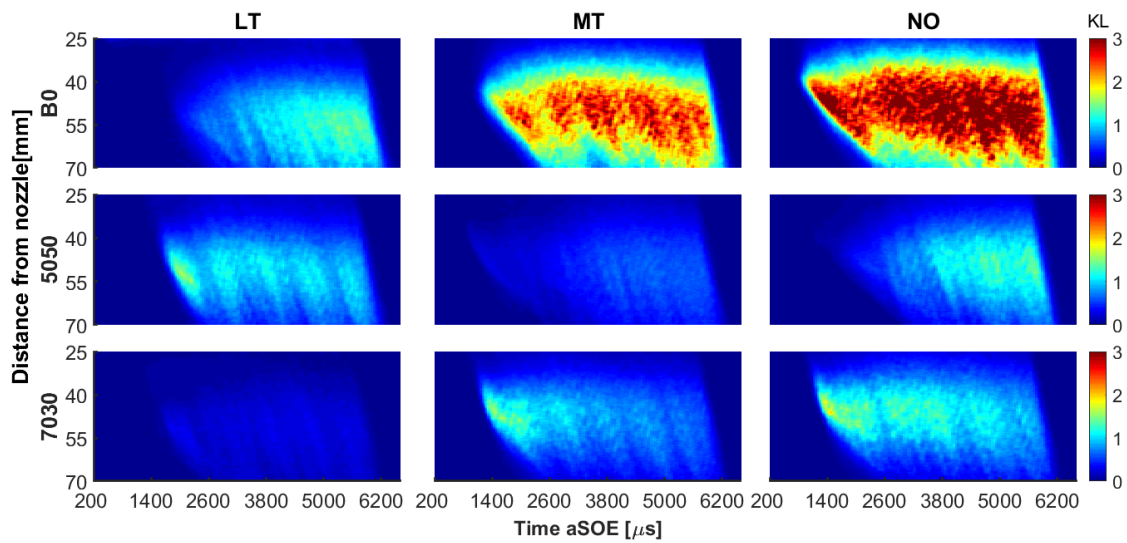 LT MT NO KL
25 40 55 70
B0
3 2 1 0
25 40 55 70
5050
3 2 1 0
25 40 55 70
7030
3 2 1 0
Distance from nozzle[mm]
200 1400 2600 3800 5000 6200 200 1400 2600 3800 5000 6200 200 1400 2600 3800 5000 6200
Time aSOE [μs]